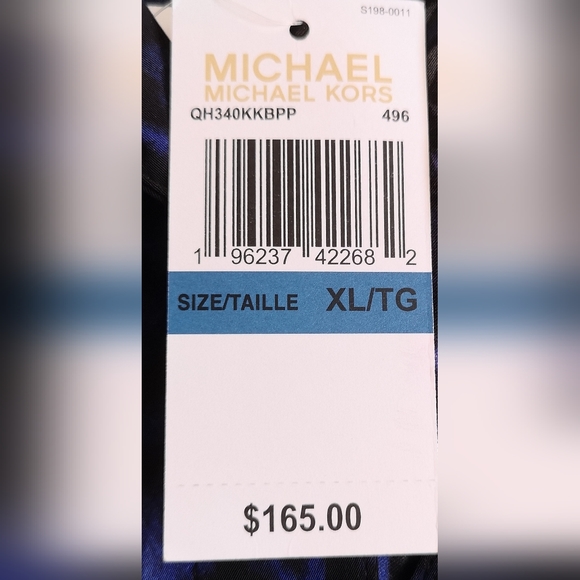 S198-0011
MICHAEL
MICHAEL KORS
QH340KKBPP 496
1 96237 42268 2
SIZE/TAILLE XL/TG
$165.00